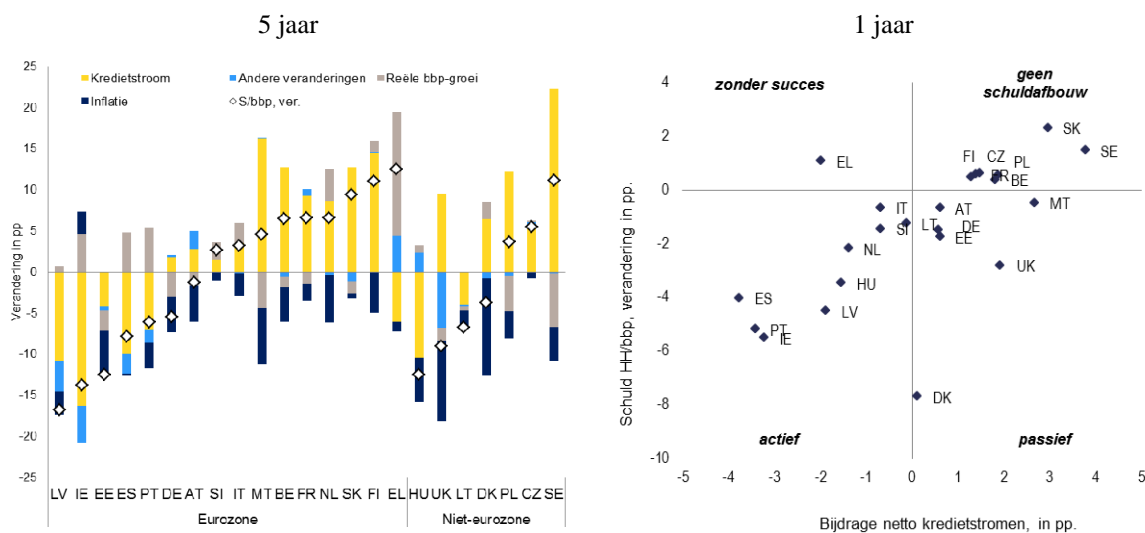 5 jaar
25
20
15
10
5
0
-5
-10
-15
-20
-25
Verandering in pp
Kredietstroom
Andere veranderingen
Reële bbp-groei
Inflatie
S/bbp, ver.
LV IE EE ES PT DE AT SI IT MT BE FR NL SK FI EL HU UK LT DK PL CZ SE
Eurozone
Niet-eurozone
1 jaar
4
2
0
-2
-4
-6
-8
-10
Schuld HH/bbp, verandering in pp.
zonder succes
geen
schuldafbouw
SK
SE
FI CZ PL
EL
FR BE
IT AT MT
LT DE
SI EE
NL UK
HU
ES LV
PT
IE
DK
actief
passief
-5 -4 -3 -2 -1 0 1 2 3 4 5
Bijdrage netto kredietstromen, in pp.